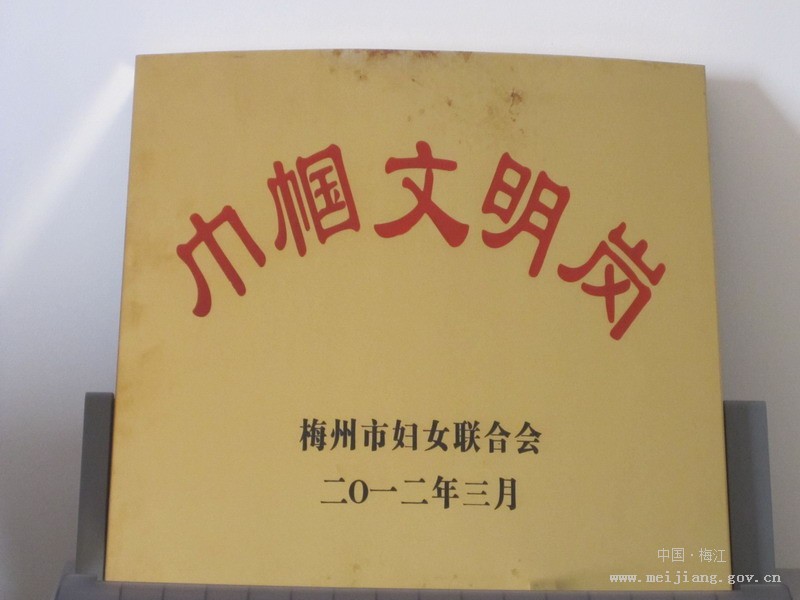 巾帼文明岗
梅州市妇女联合会
二O一二年三月
中国·梅江
www.meijiang.gov.cn